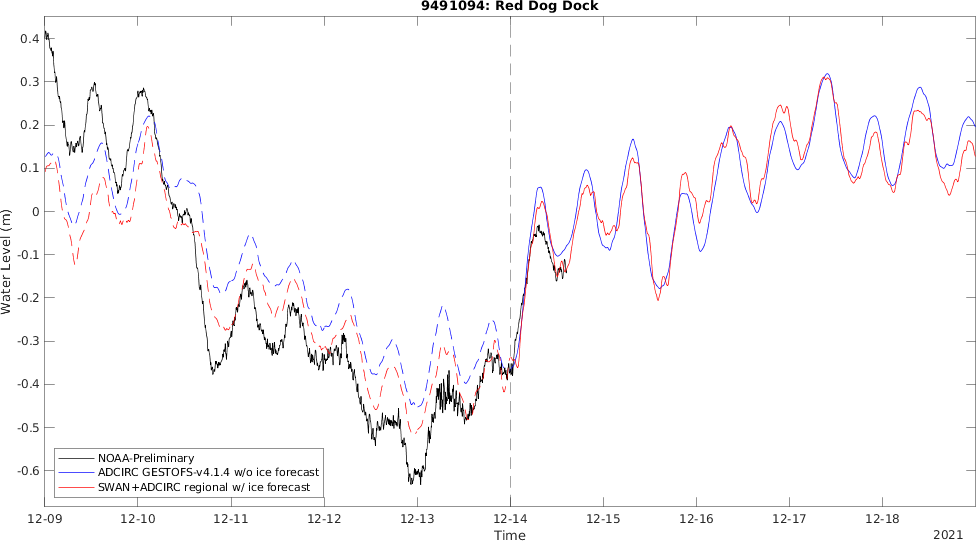 9491094: Red Dog Dock
0.4
0.3
0.2
0.1
0
-0.1
-0.2
-0.3
-0.4
-0.5
-0.6
Water Level (m)
NOAA-Preliminary
ADCIRC GESTOFS-v4.1.4 w/o ice forecast
SWAN+ADCIRC regional w/ ice forecast
12-09 12-10 12-11 12-12 12-13 12-14 12-15 12-16 12-17 12-18
Time
2021